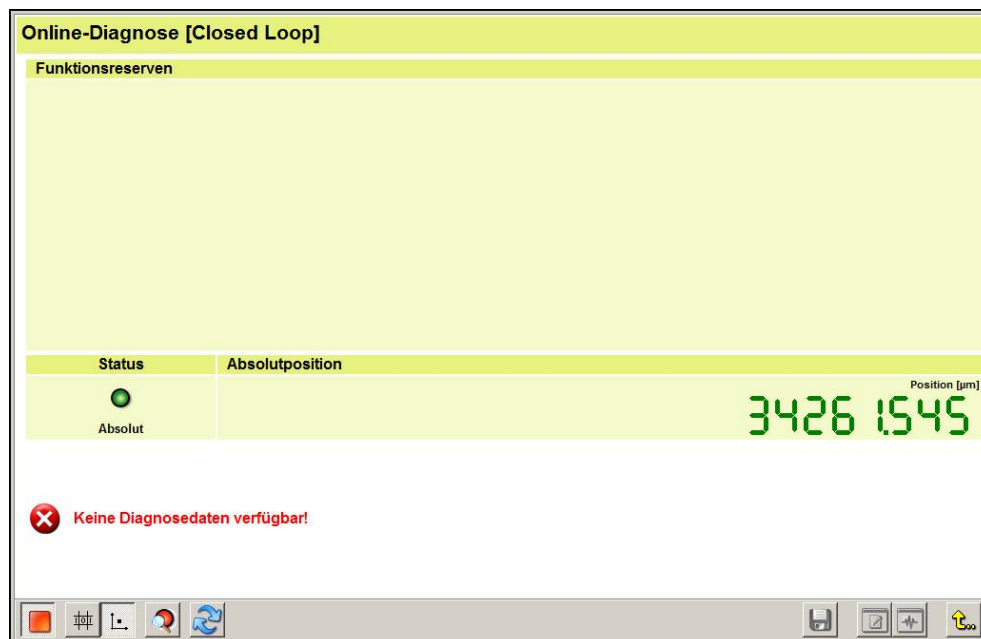 Online-Diagnose [Closed Loop]
Funktionsreserven
Status Absolutposition
Position [µm]
34261.545
Absolut
Keine Diagnosedaten verfügbar!